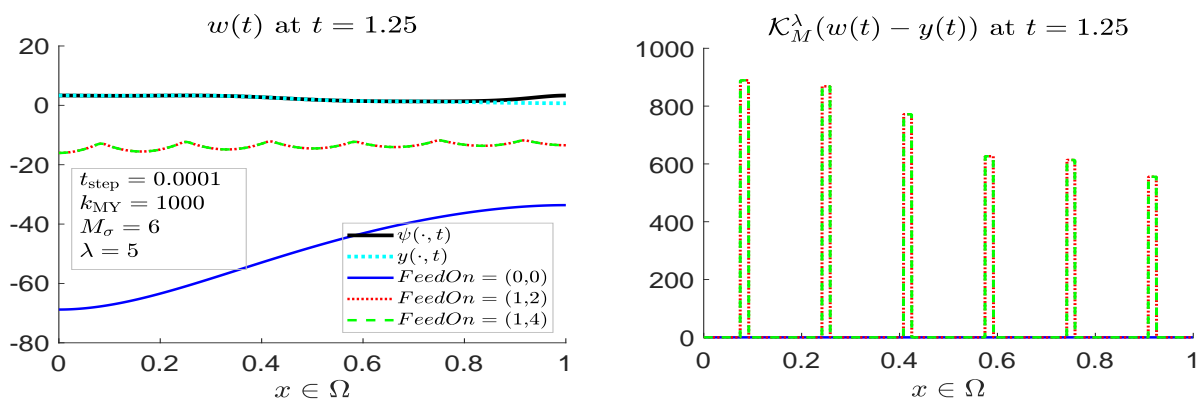 w(t) at t = 1.25
20
0
-20
-40
-60
-80
0
0.2
0.4
0.6
0.8
1
x ∈ Ω
t_step = 0.0001
k_MY = 1000
M_σ = 6
λ = 5
ψ(·, t)
y(·, t)
FeedOn = (0,0)
FeedOn = (1,2)
FeedOn = (1,4)
𝒦_M^λ(w(t) − y(t)) at t = 1.25
1000
800
600
400
200
0
0
0.2
0.4
0.6
0.8
1
x ∈ Ω